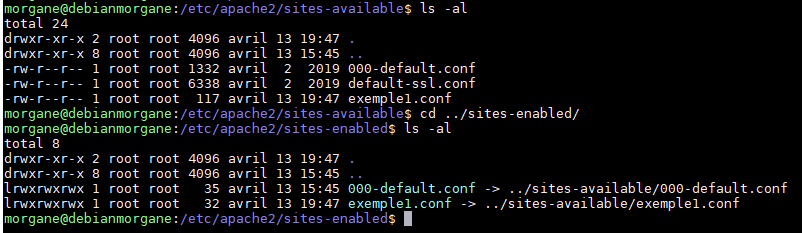 morgane@debianmorgane:/etc/apache2/sites-available$ ls -al
total 24
drwxr-xr-x 2 root root 4096 avril 13 19:47 .
drwxr-xr-x 8 root root 4096 avril 13 15:45 ..
-rw-r--r-- 1 root root 1332 avril  2  2019 000-default.conf
-rw-r--r-- 1 root root 6338 avril  2  2019 default-ssl.conf
-rw-r--r-- 1 root root  117 avril 13 19:47 exemple1.conf
morgane@debianmorgane:/etc/apache2/sites-available$ cd ../sites-enabled/
morgane@debianmorgane:/etc/apache2/sites-enabled$ ls -al
total 8
drwxr-xr-x 2 root root 4096 avril 13 19:47 .
drwxr-xr-x 8 root root 4096 avril 13 15:45 ..
lrwxrwxrwx 1 root root   35 avril 13 15:45 000-default.conf -> ../sites-available/000-default.conf
lrwxrwxrwx 1 root root   32 avril 13 19:47 exemple1.conf -> ../sites-available/exemple1.conf
morgane@debianmorgane:/etc/apache2/sites-enabled$